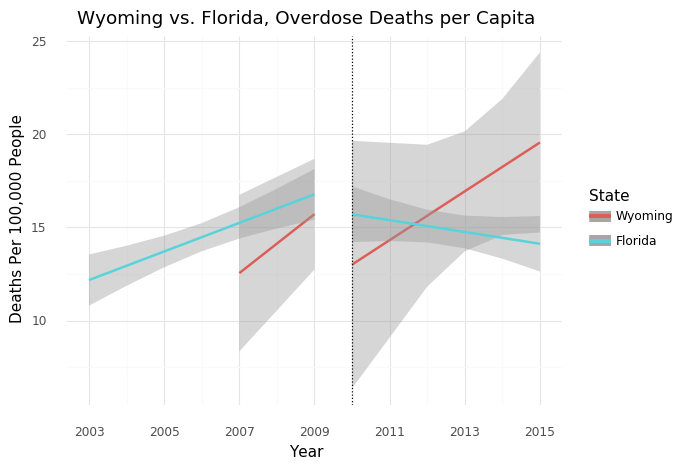 Wyoming vs. Florida, Overdose Deaths per Capita
25
20
15
10
Deaths Per 100,000 People
2003 2005 2007 2009 2011 2013 2015
Year
State
Wyoming
Florida